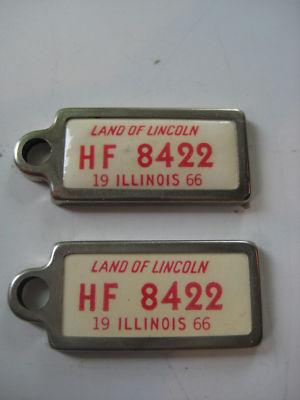 LAND OF LINCOLN
HF 8422
19 ILLINOIS 66
LAND OF LINCOLN
HF 8422
19 ILLINOIS 66